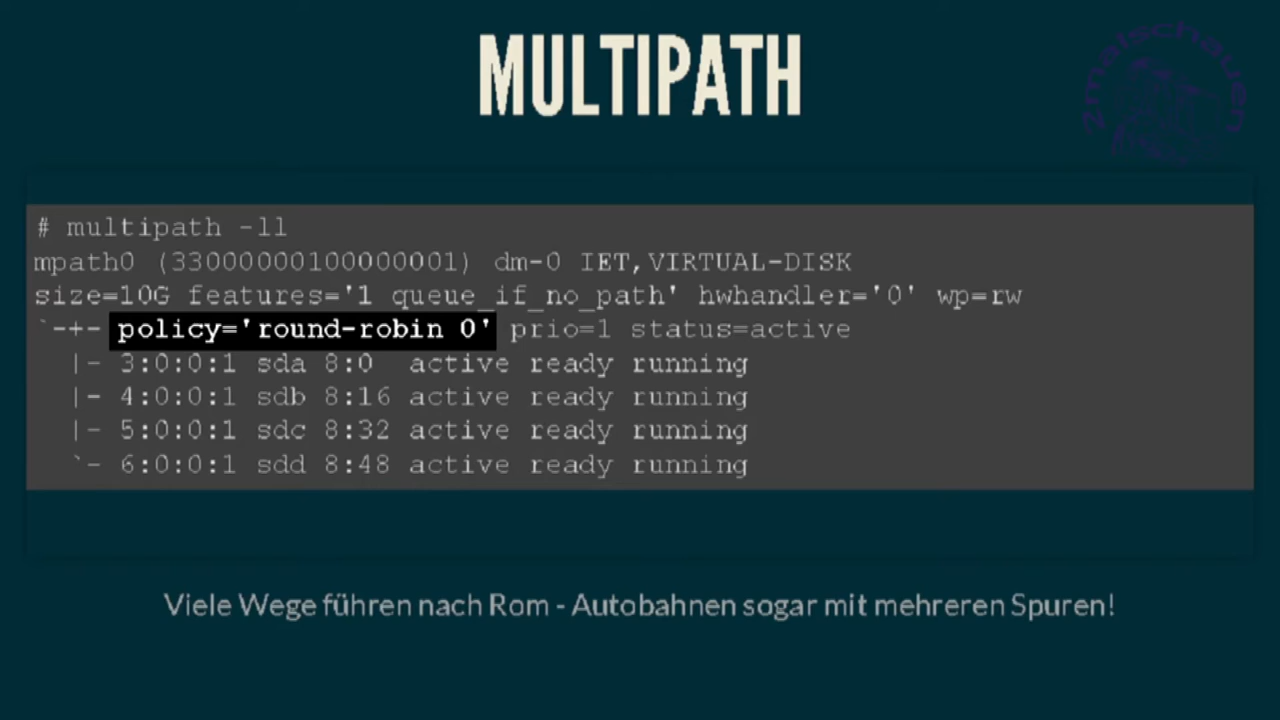 MULTIPATH
zmalschauen
# multipath -ll
mpath0 (33000000100000001) dm-0 IET,VIRTUAL-DISK
size=10G features='1 queue_if_no_path' hwhandler='0' wp=rw
`-+- policy='round-robin 0' prio=1 status=active
|- 3:0:0:1 sda 8:0  active ready running
|- 4:0:0:1 sdb 8:16 active ready running
|- 5:0:0:1 sdc 8:32 active ready running
`- 6:0:0:1 sdd 8:48 active ready running
Viele Wege führen nach Rom - Autobahnen sogar mit mehreren Spuren!